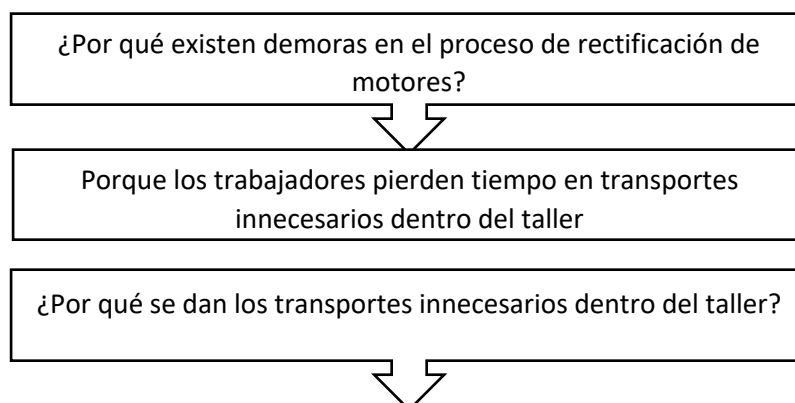 ¿Por qué existen demoras en el proceso de rectificación de
motores?
Porque los trabajadores pierden tiempo en transportes
innecesarios dentro del taller
¿Por qué se dan los transportes innecesarios dentro del taller?